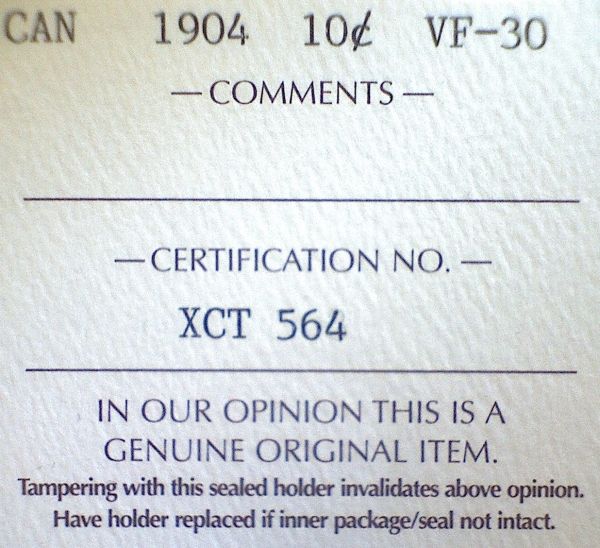 CAN 1904 10¢ VF-30
— COMMENTS —
— CERTIFICATION NO. —
XCT 564
IN OUR OPINION THIS IS A
GENUINE ORIGINAL ITEM.
Tampering with this sealed holder invalidates above opinion.
Have holder replaced if inner package/seal not intact.